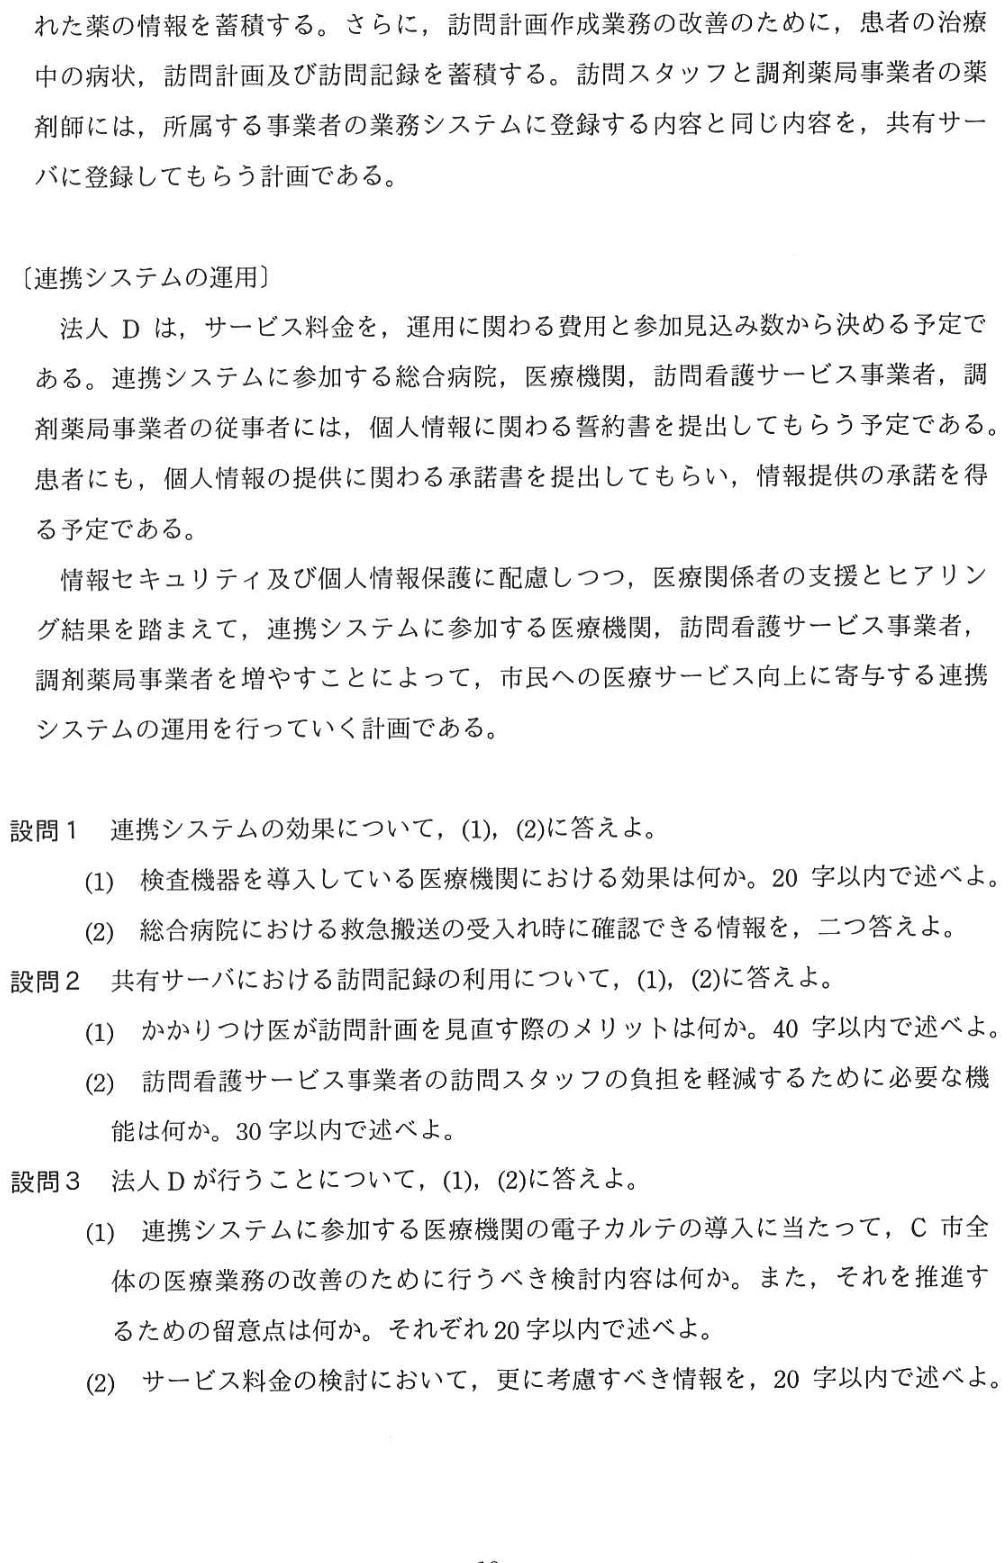 れた薬の情報を蓄積する。さらに，訪問計画作成業務の改善のために，患者の治療
中の病状，訪問計画及び訪問記録を蓄積する。訪問スタッフと調剤薬局事業者の薬
剤師には，所属する事業者の業務システムに登録する内容と同じ内容を，共有サー
バに登録してもらう計画である。
〔連携システムの運用〕
法人 D は，サービス料金を，運用に関わる費用と参加見込み数から決める予定で
ある。連携システムに参加する総合病院，医療機関，訪問看護サービス事業者，調
剤薬局事業者の従事者には，個人情報に関わる誓約書を提出してもらう予定である。
患者にも，個人情報の提供に関わる承諾書を提出してもらい，情報提供の承諾を得
る予定である。
情報セキュリティ及び個人情報保護に配慮しつつ，医療関係者の支援とヒアリン
グ結果を踏まえて，連携システムに参加する医療機関，訪問看護サービス事業者，
調剤薬局事業者を増やすことによって，市民への医療サービス向上に寄与する連携
システムの運用を行っていく計画である。
設問1 連携システムの効果について，(1)，(2)に答えよ。
(1) 検査機器を導入している医療機関における効果は何か。20 字以内で述べよ。
(2) 総合病院における救急搬送の受入れ時に確認できる情報を，二つ答えよ。
設問2 共有サーバにおける訪問記録の利用について，(1)，(2)に答えよ。
(1) かかりつけ医が訪問計画を見直す際のメリットは何か。40 字以内で述べよ。
(2) 訪問看護サービス事業者の訪問スタッフの負担を軽減するために必要な機
能は何か。30 字以内で述べよ。
設問3 法人 D が行うことについて，(1)，(2)に答えよ。
(1) 連携システムに参加する医療機関の電子カルテの導入に当たって，C 市全
体の医療業務の改善のために行うべき検討内容は何か。また，それを推進す
るための留意点は何か。それぞれ 20 字以内で述べよ。
(2) サービス料金の検討において，更に考慮すべき情報を，20 字以内で述べよ。